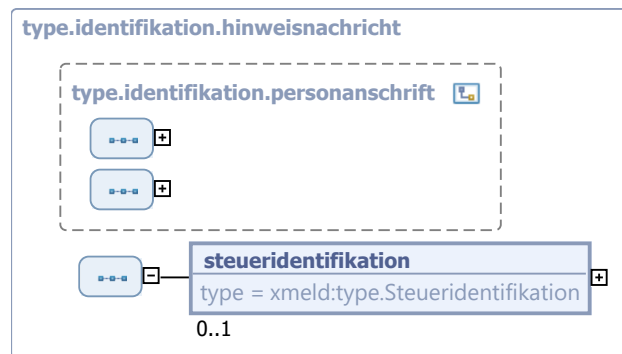 type.identifikation.hinweisnachricht
type.identifikation.personanschrift
steueridentifikation
type = xmeld:type.Steueridentifikation
0..1